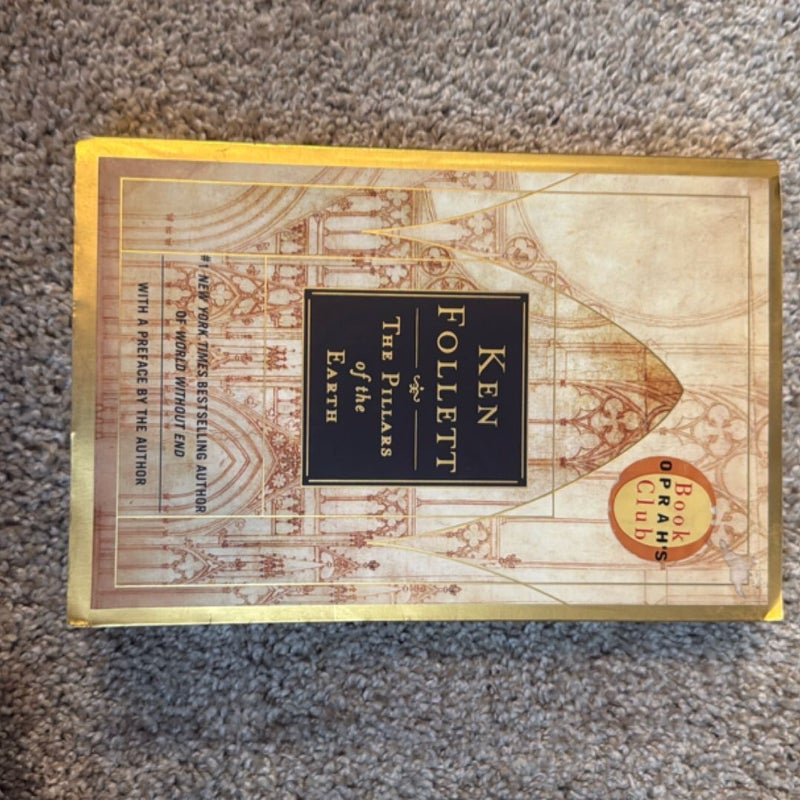 Book
OPRAH'S
Club
KEN
FOLLETT
THE PILLARS
of the
EARTH
#1 NEW YORK TIMES BESTSELLING AUTHOR
OF WORLD WITHOUT END
WITH A PREFACE BY THE AUTHOR